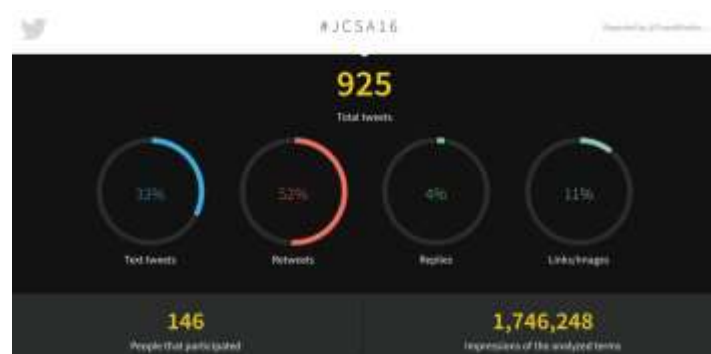 #JCSA16
925
Total tweets
33%
52%
4%
11%
Text tweets
Retweets
Replies
Links/Images
146
People that participated
1,746,248
Impressions of the analyzed terms